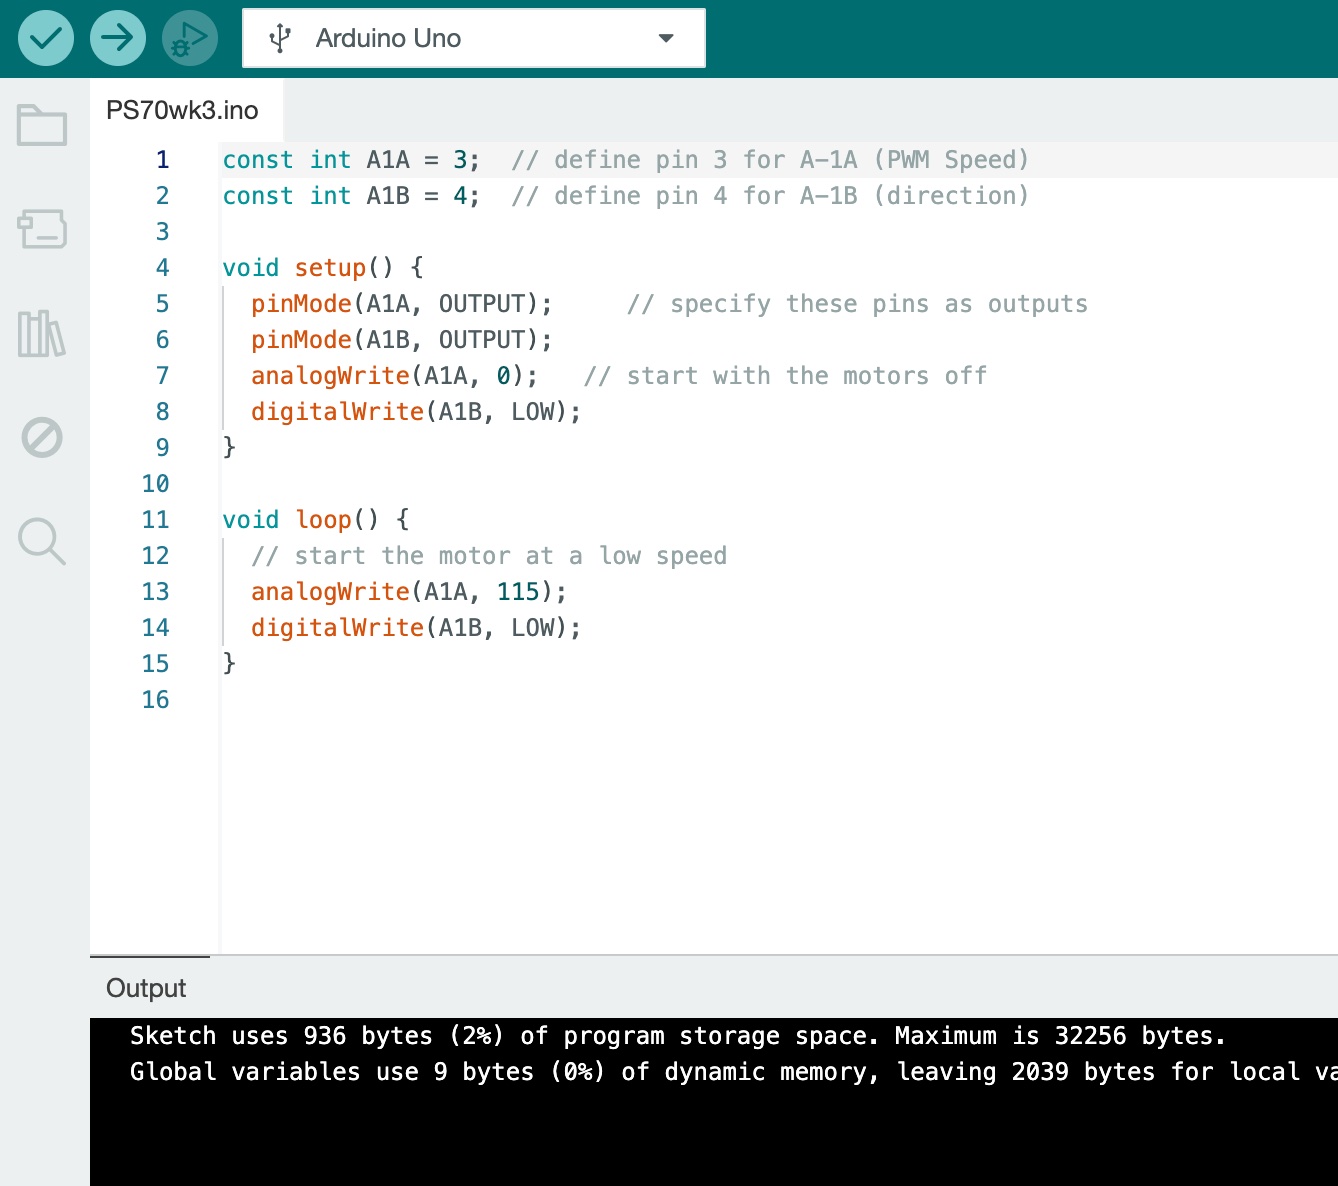 Arduino Uno
PS70wk3.ino
1 const int A1A = 3;  // define pin 3 for A-1A (PWM Speed)
2 const int A1B = 4;  // define pin 4 for A-1B (direction)
3
4 void setup() {
5   pinMode(A1A, OUTPUT);     // specify these pins as outputs
6   pinMode(A1B, OUTPUT);
7   analogWrite(A1A, 0);   // start with the motors off
8   digitalWrite(A1B, LOW);
9 }
10
11 void loop() {
12   // start the motor at a low speed
13   analogWrite(A1A, 115);
14   digitalWrite(A1B, LOW);
15 }
16
Output
Sketch uses 936 bytes (2%) of program storage space. Maximum is 32256 bytes.
Global variables use 9 bytes (0%) of dynamic memory, leaving 2039 bytes for local